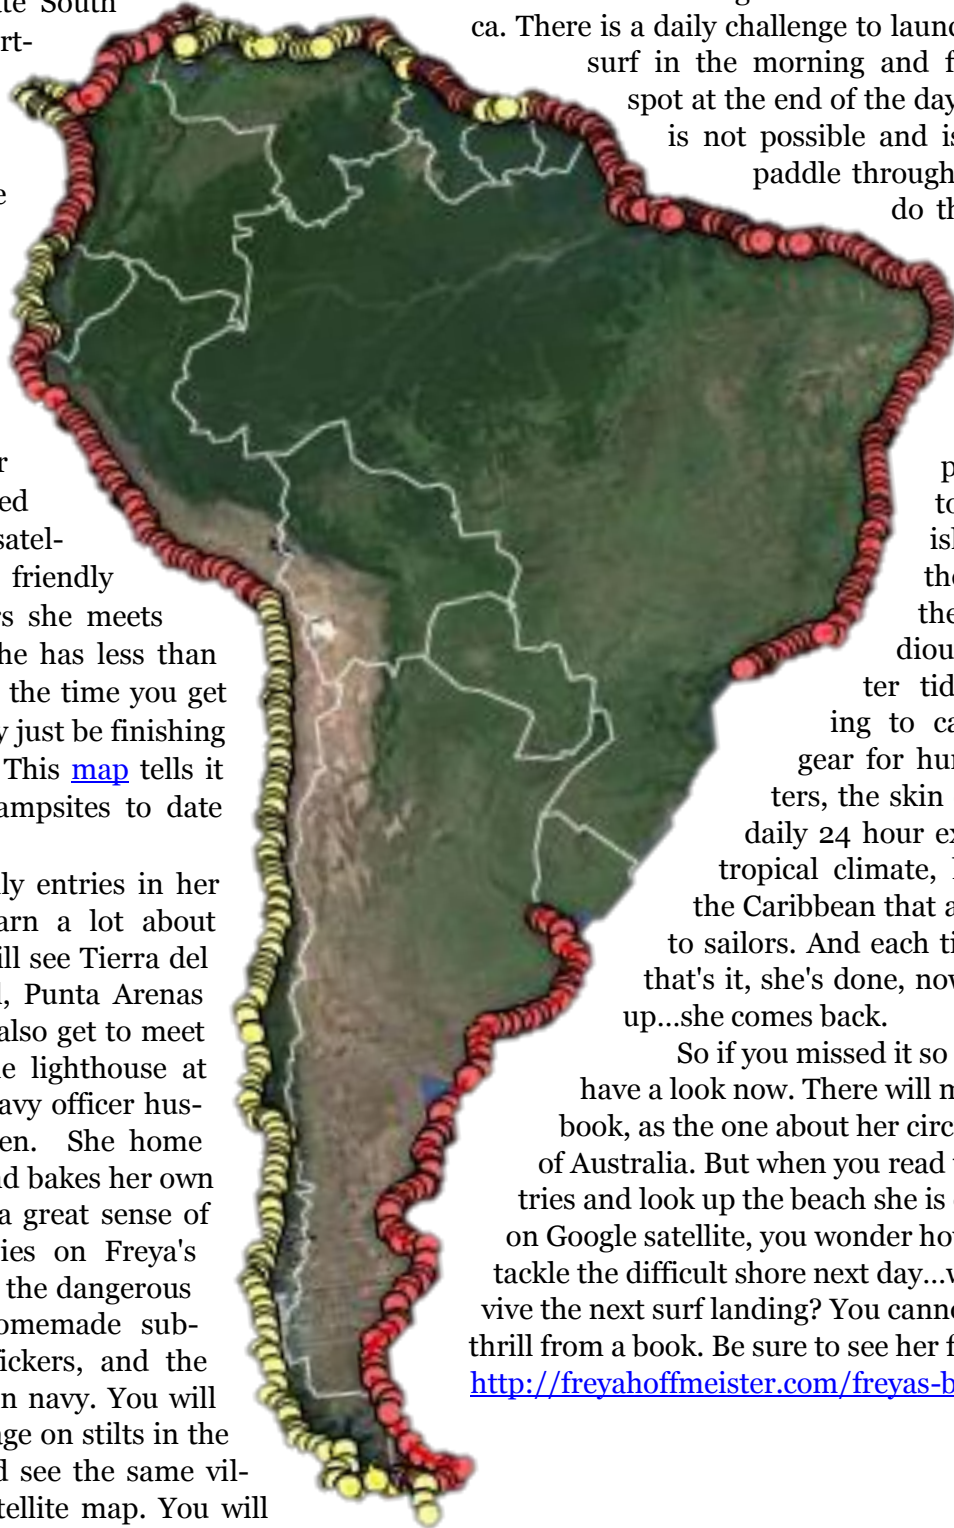 te South
rt-
e
r
ed
satel-
friendly
rs she meets
he has less than
the time you get
y just be finishing
This map tells it
ampsites to date
ly entries in her
arn a lot about
ill see Tierra del
l, Punta Arenas
also get to meet
e lighthouse at
avy officer hus-
en. She home
nd bakes her own
a great sense of
ies on Freya's
the dangerous
omemade sub-
fickers, and the
n navy. You will
age on stilts in the
d see the same vil-
tellite map. You will
ca. There is a daily challenge to launc
surf in the morning and f
spot at the end of the day
is not possible and is
paddle through
do th
p
to
isl
the
the
diou
ter tid
ing to ca
gear for hu
ters, the skin
daily 24 hour ex
tropical climate,
the Caribbean that a
to sailors. And each ti
that's it, she's done, nov
up...she comes back.
So if you missed it so
have a look now. There will m
book, as the one about her circ
of Australia. But when you read
tries and look up the beach she is
on Google satellite, you wonder ho
tackle the difficult shore next day...w
vive the next surf landing? You canno
thrill from a book. Be sure to see her f
http://freyahoffmeister.com/freyas-b